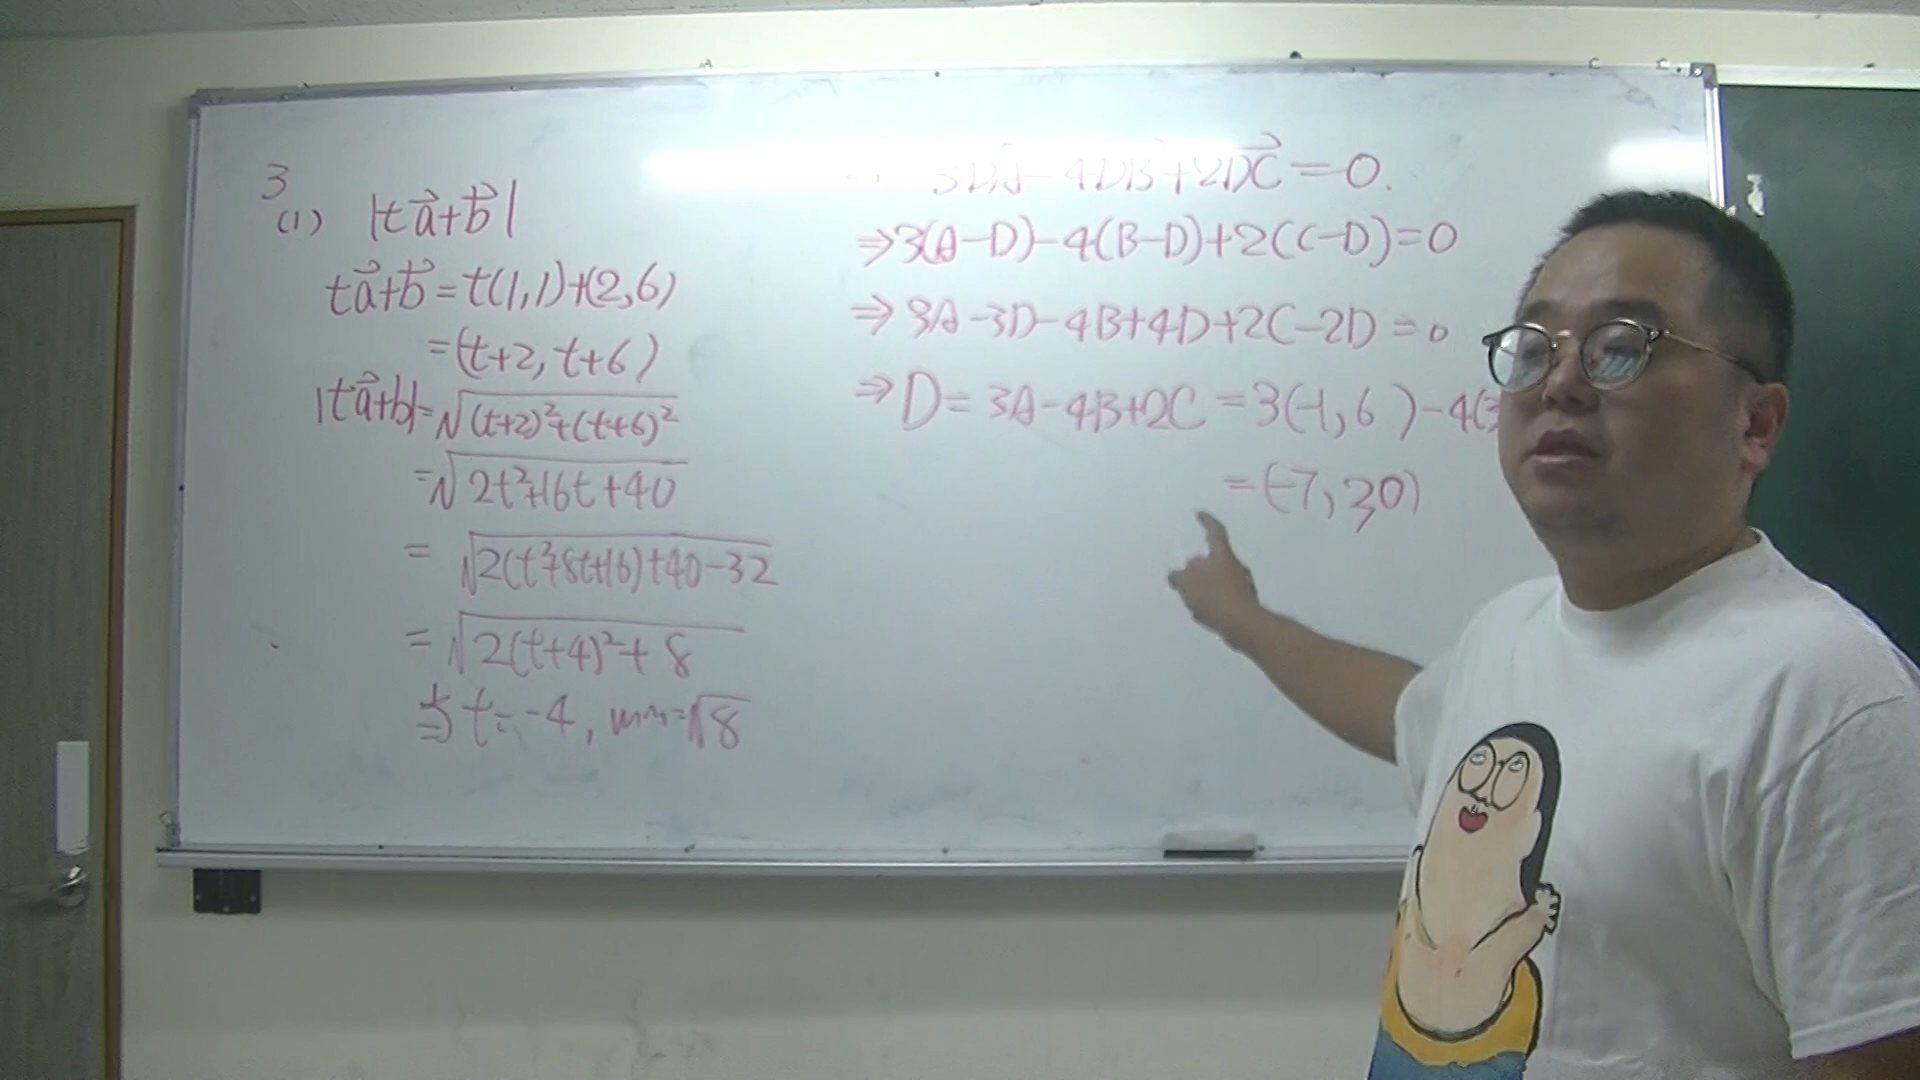 3
(1) |ta⃗+b⃗|
ta⃗+b⃗=t(1,1)+(2,6)
=(t+2, t+6)
|ta⃗+b|=√((t+2)²+(t+6)²)
=√(2t²+16t+40)
=√(2(t²+8t+16)+40-32)
=√(2(t+4)²+8)
当 t=-4, min=√8
3DA-4DB+2DC⃗=0.
⇒3(A-D)-4(B-D)+2(C-D)=0
⇒3A-3D-4B+4D+2C-2D=0
⇒D=3A-4B+2C=3(-1,6)-4(3
=(-7,30)